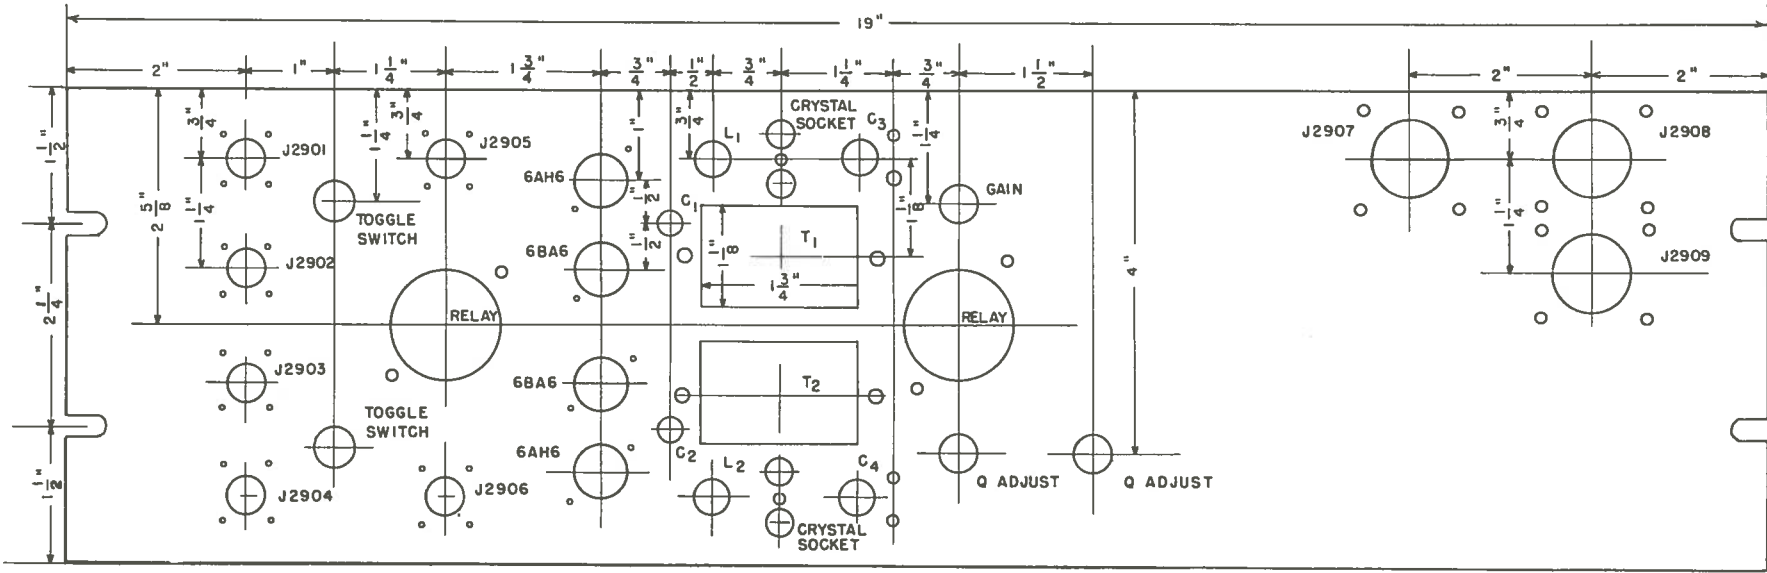 19"
2" 1" 1 1/4" 1 3/4" 3/4" 1/2" 3/4" 1 1/4" 3/4" 1 1/2" 2" 2"
1 1/2"
2 5/8"
3/4"
1 1/4"
3/4"
1"
3/4"
1 1/4"
3/4"
CRYSTAL
SOCKET
L1
C3
J2901
J2905
J2907
J2908
6AH6
GAIN
1 1/4"
1/2"
C1
1 1/8"
1 1/4"
TOGGLE
SWITCH
6BA6
1/2"
1 1/8"
T1
4"
J2902
J2909
1 3/4"
2 1/4"
RELAY
RELAY
J2903
6BA6
T2
TOGGLE
SWITCH
6AH6
C2
L2
C4
Q ADJUST
Q ADJUST
1 1/2"
J2904
J2906
CRYSTAL
SOCKET